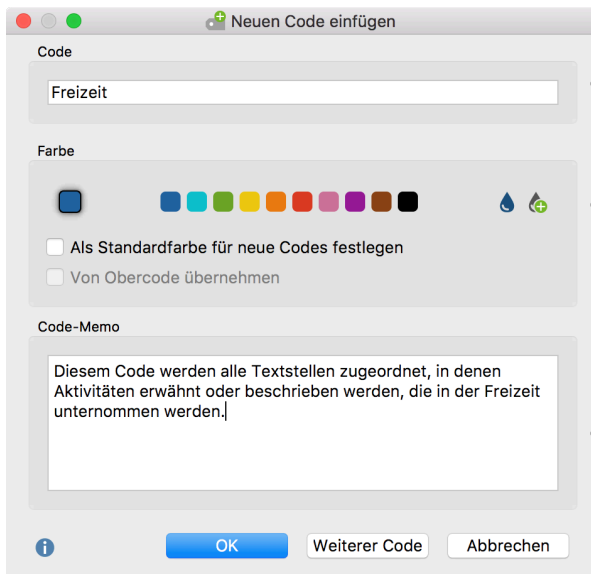 Neuen Code einfügen
Code
Freizeit
Farbe
Als Standardfarbe für neue Codes festlegen
Von Obercode übernehmen
Code-Memo
Diesem Code werden alle Textstellen zugeordnet, in denen
Aktivitäten erwähnt oder beschrieben werden, die in der Freizeit
unternommen werden.
OK Weiterer Code Abbrechen